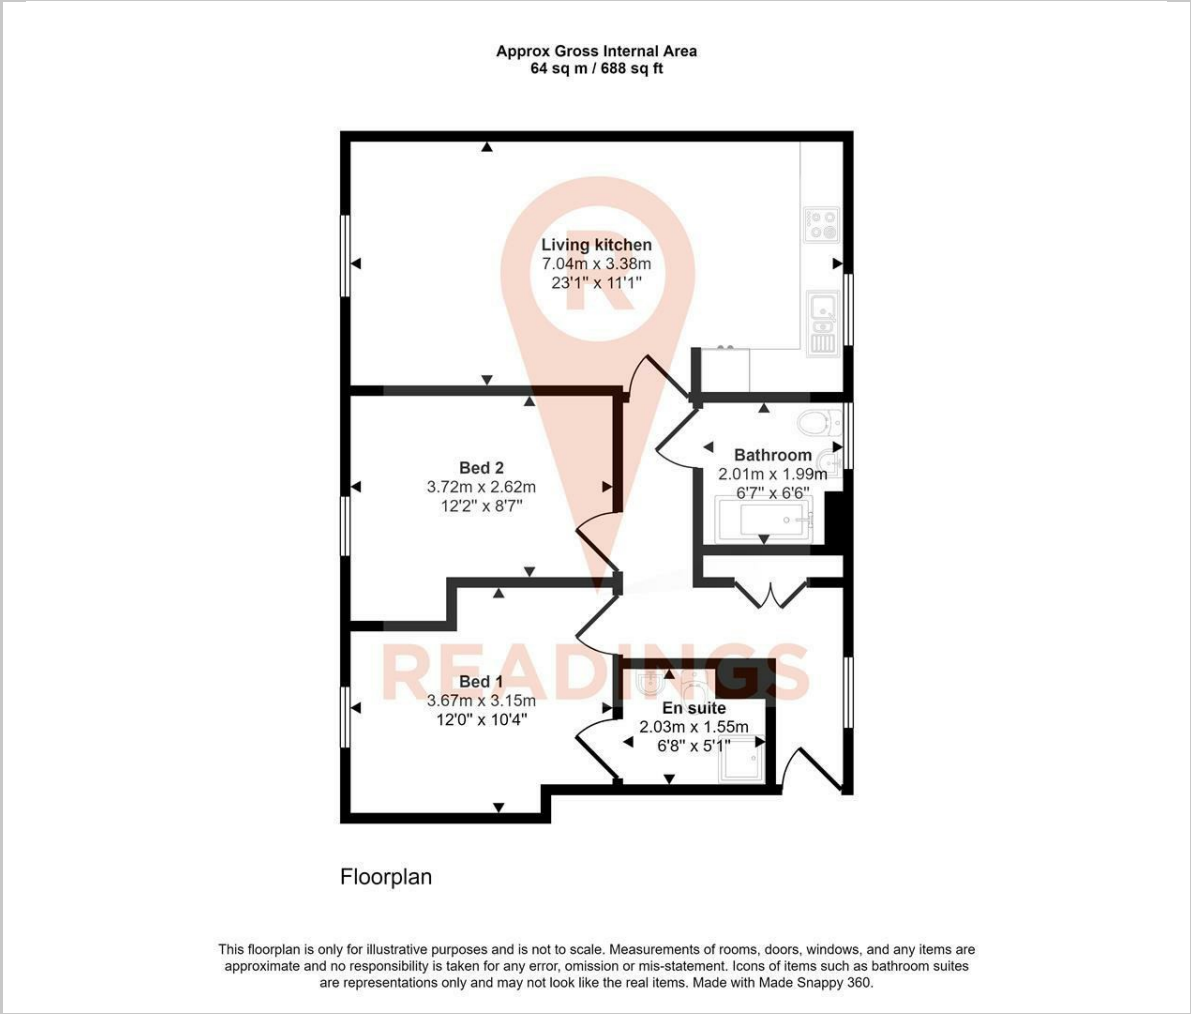 Approx Gross Internal Area
64 sq m / 688 sq ft
R
Living kitchen
7.04m x 3.38m
23'1" x 11'1"
Bed 2
3.72m x 2.62m
12'2" x 8'7"
Bathroom
2.01m x 1.99m
6'7" x 6'6"
READINGS
Bed 1
3.67m x 3.15m
12'0" x 10'4"
En suite
2.03m x 1.55m
6'8" x 5'1"
Floorplan
This floorplan is only for illustrative purposes and is not to scale. Measurements of rooms, doors, windows, and any items are
approximate and no responsibility is taken for any error, omission or mis-statement. Icons of items such as bathroom suites
are representations only and may not look like the real items. Made with Made Snappy 360.